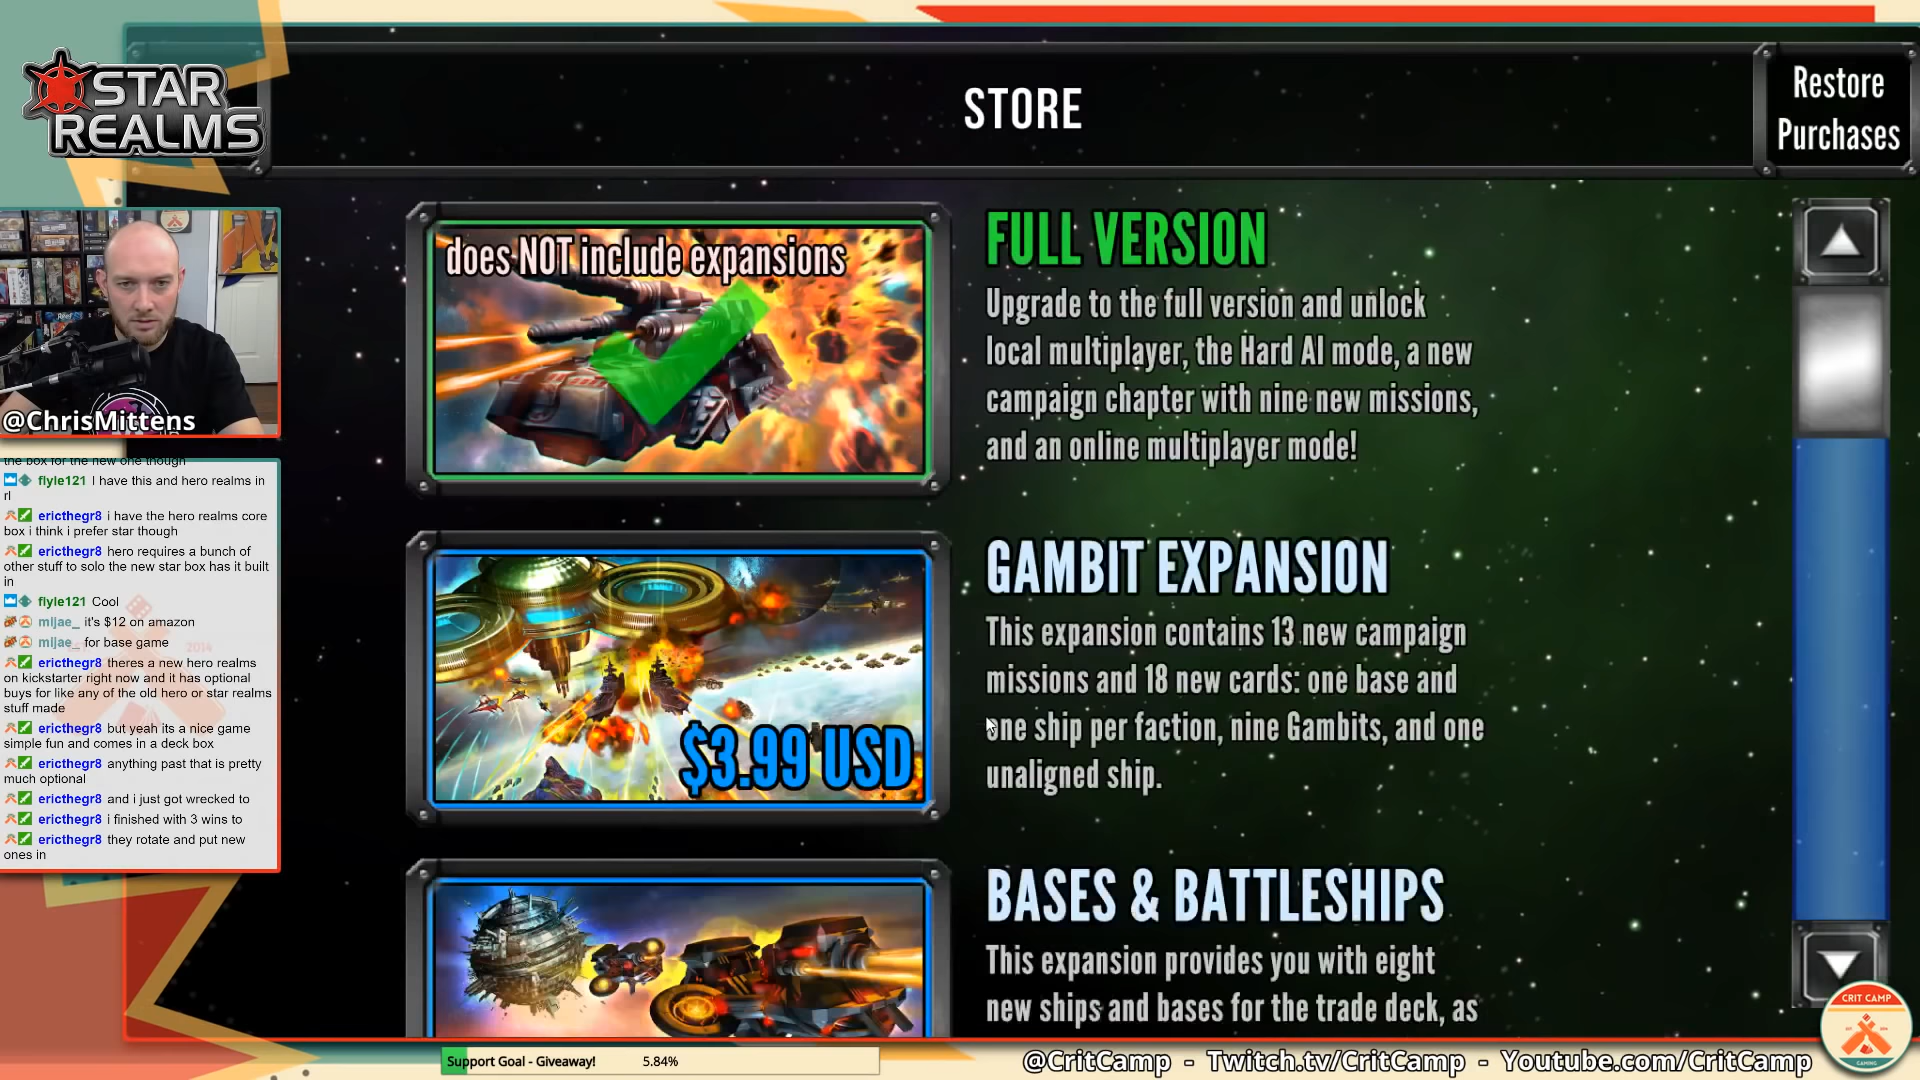 STAR
REALMS
STORE
Restore
Purchases
does NOT include expansions
FULL VERSION
Upgrade to the full version and unlock
local multiplayer, the Hard AI mode, a new
campaign chapter with nine new missions,
and an online multiplayer mode!
@ChrisMittens
the box for the new one though
flyle121 I have this and hero realms in
rl
ericthegr8 i have the hero realms core
box i think i prefer star though
ericthegr8 hero requires a bunch of
other stuff to solo the new star box has it built
in
flyle121 Cool
mijae_ it's $12 on amazon
mijae_ for base game
ericthegr8 theres a new hero realms
on kickstarter right now and it has optional
buys for like any of the old hero or star realms
stuff made
ericthegr8 but yeah its a nice game
simple fun and comes in a deck box
ericthegr8 anything past that is pretty
much optional
ericthegr8 and i just got wrecked to
ericthegr8 i finished with 3 wins to
ericthegr8 they rotate and put new
ones in
2014
GAMBIT EXPANSION
This expansion contains 13 new campaign
missions and 18 new cards: one base and
one ship per faction, nine Gambits, and one
unaligned ship.
$3.99 USD
BASES & BATTLESHIPS
This expansion provides you with eight
new ships and bases for the trade deck, as
Support Goal - Giveaway! 5.84%
@CritCamp - Twitch.tv/CritCamp - Youtube.com/CritCamp
CRIT CAMP
GAMING